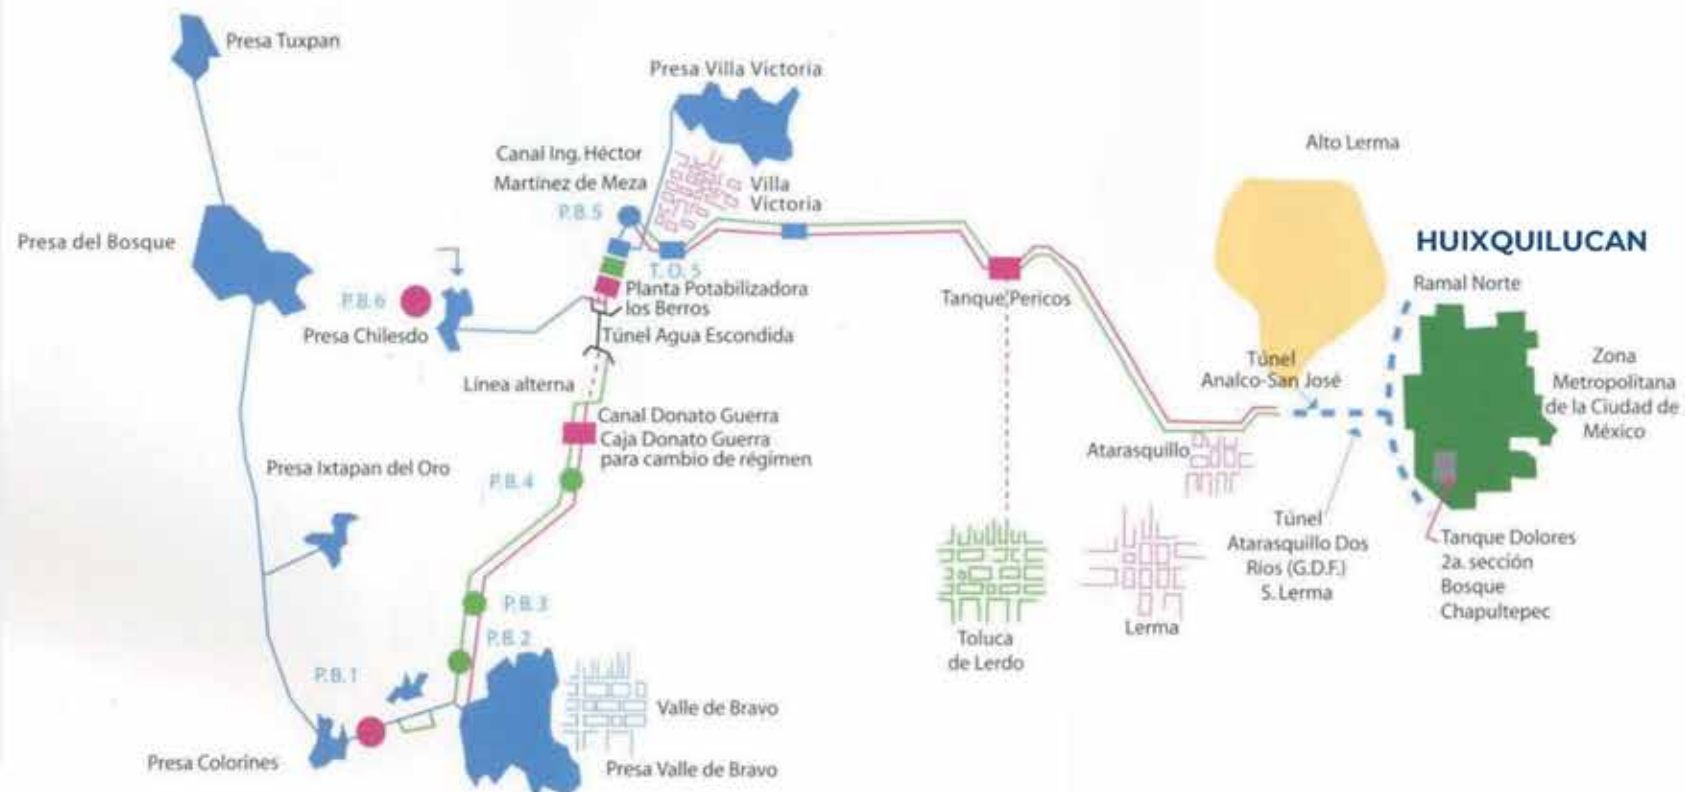 Presa Tuxpan
Presa Villa Victoria
Alto Lerma
Canal Ing. Héctor
Martínez de Meza
Villa
Victoria
P.B.5
Presa del Bosque
HUIXQUILUCAN
T. O. 5
Ramal Norte
Planta Potabilizadora
los Berros
P.B.6
Tanque Pericos
Presa Chilesdo
Túnel Agua Escondida
Túnel
Analco-San José
Zona
Metropolitana
de la Ciudad de
México
Línea alterna
Canal Donato Guerra
Caja Donato Guerra
para cambio de régimen
Atarasquillo
Presa Ixtapan del Oro
P.B.4
Túnel
Atarasquillo Dos
Ríos (G.D.F.)
S. Lerma
Tanque Dolores
2a. sección
Bosque
Chapultepec
P.B.3
P.B.2
Toluca
de Lerdo
Lerma
P.B.1
Valle de Bravo
Presa Colorines
Presa Valle de Bravo